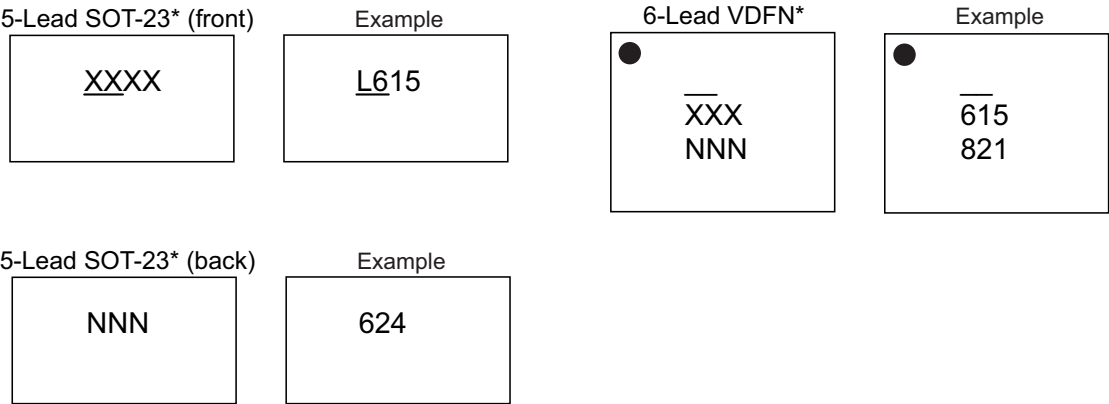 5-Lead SOT-23* (front)
Example
XXXX
L615
6-Lead VDFN*
Example
XXX
NNN
615
821
5-Lead SOT-23* (back)
Example
NNN
624